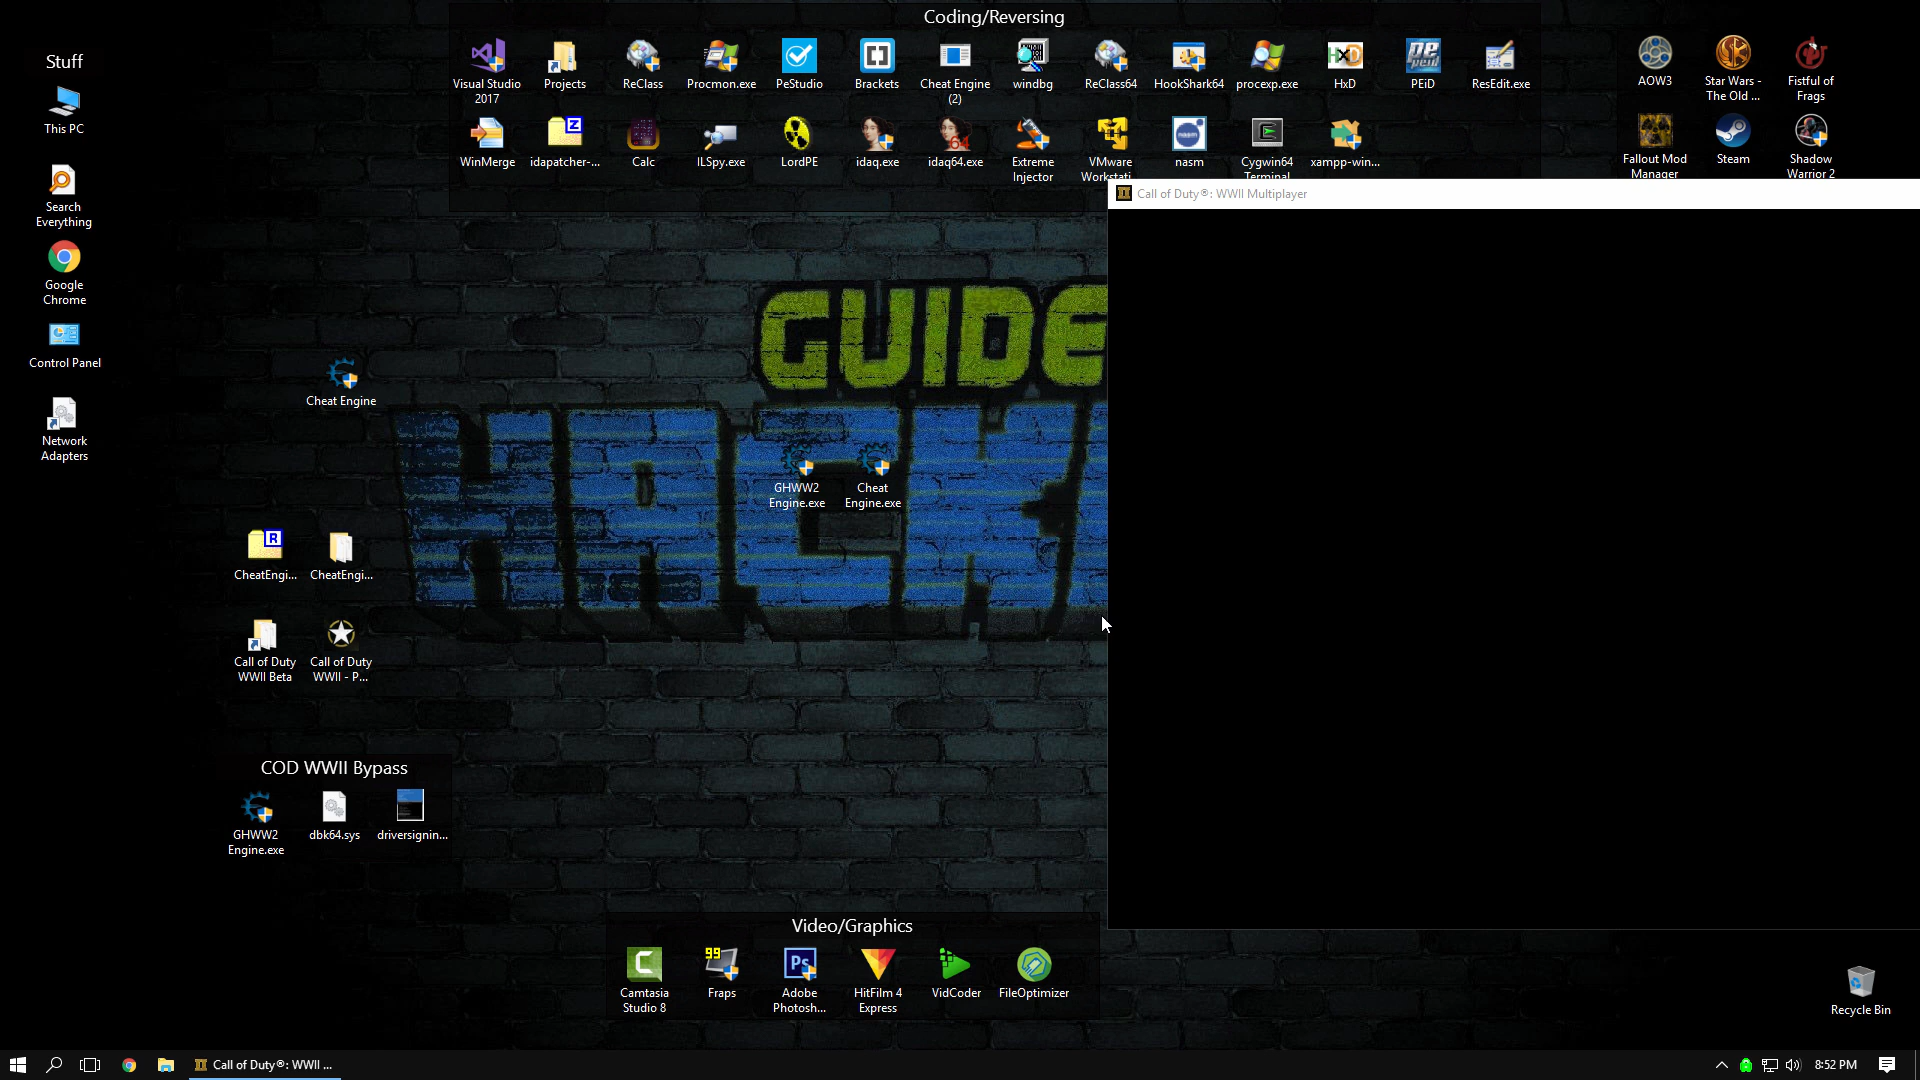 Coding/Reversing
Stuff
Visual Studio
2017
Projects
ReClass
Procmon.exe
PeStudio
Brackets
Cheat Engine
(2)
windbg
ReClass64
HookShark64
procexp.exe
HxD
PEiD
ResEdit.exe
AOW3
Star Wars -
The Old ...
Fistful of
Frags
This PC
WinMerge
idapatcher-...
Calc
ILSpy.exe
LordPE
idaq.exe
idaq64.exe
Extreme
Injector
VMware
Workstati...
nasm
Cygwin64
Terminal
xampp-win...
Fallout Mod
Manager
Steam
Shadow
Warrior 2
Call of Duty®: WWII Multiplayer
Search
Everything
Google
Chrome
Control Panel
Network
Adapters
GUIDE
HACK
Cheat Engine
GHWW2
Engine.exe
Cheat
Engine.exe
CheatEngi...
CheatEngi...
Call of Duty
WWII Beta
Call of Duty
WWII - P...
COD WWII Bypass
GHWW2
Engine.exe
dbk64.sys
driversignin...
Video/Graphics
Camtasia
Studio 8
Fraps
Adobe
Photosh...
HitFilm 4
Express
VidCoder
FileOptimizer
Recycle Bin
Call of Duty®: WWII ...
8:52 PM